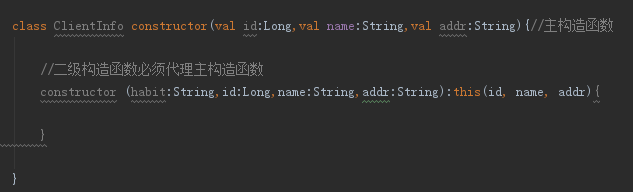 class ClientInfo constructor(val id:Long,val name:String,val addr:String){//主构造函数
//二级构造函数必须代理主构造函数
constructor (habit:String,id:Long,name:String,addr:String):this(id, name, addr){
}
}